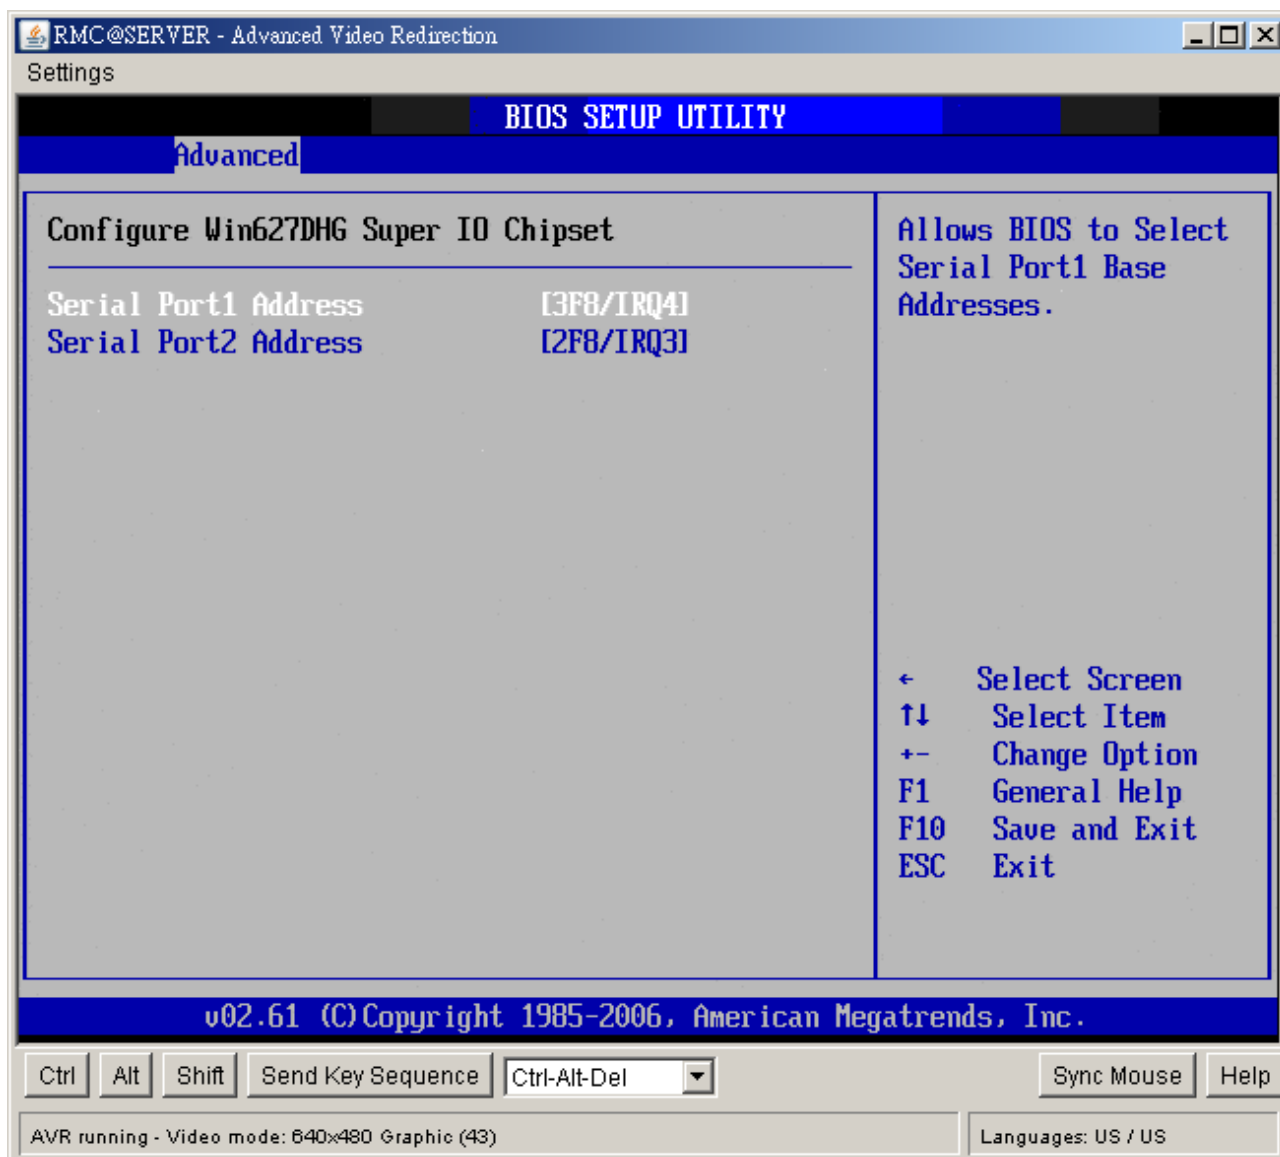 RMC@SERVER - Advanced Video Redirection
Settings
BIOS SETUP UTILITY
Advanced
Configure Win627DHG Super IO Chipset
Serial Port1 Address [3F8/IRQ4]
Serial Port2 Address [2F8/IRQ3]
Allows BIOS to Select
Serial Port1 Base
Addresses.
← Select Screen
↑↓ Select Item
+- Change Option
F1 General Help
F10 Save and Exit
ESC Exit
v02.61 (C)Copyright 1985-2006, American Megatrends, Inc.
Ctrl Alt Shift Send Key Sequence Ctrl-Alt-Del Sync Mouse Help
AVR running - Video mode: 640x480 Graphic (43) Languages: US / US